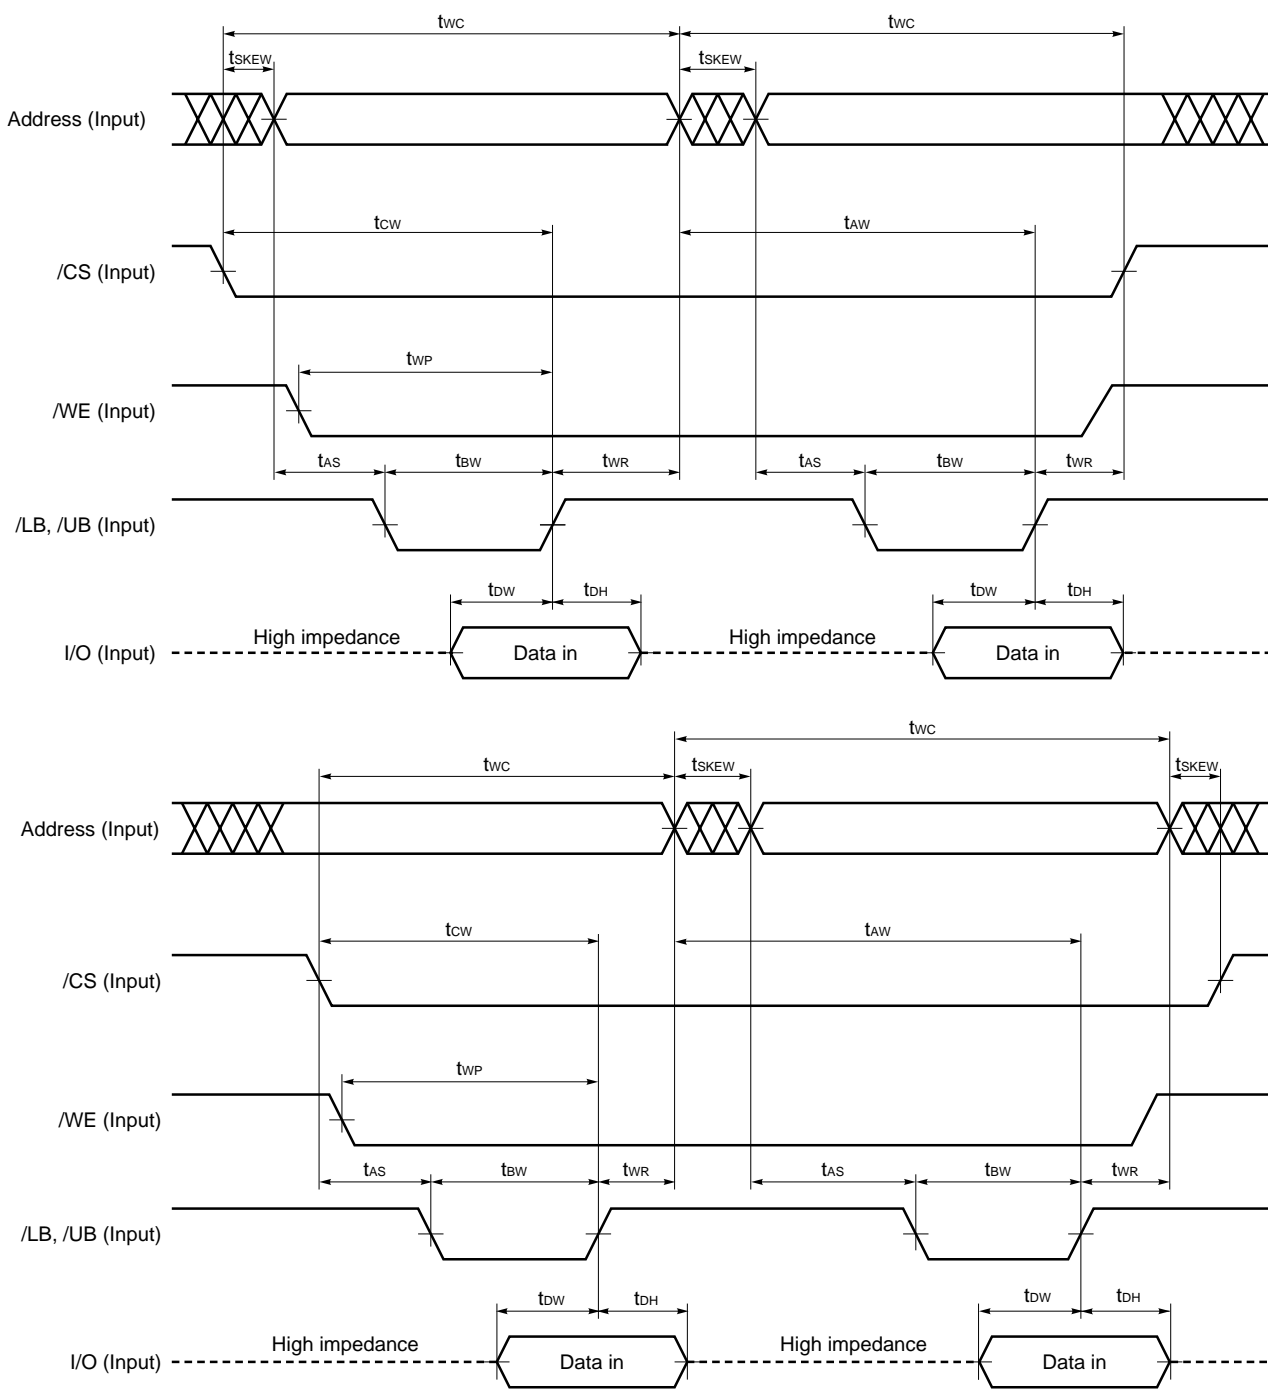 tWC tWC
tSKEW tSKEW
Address (Input)
tCW tAW
/CS (Input)
tWP
/WE (Input)
tAS tBW tWR tAS tBW tWR
/LB, /UB (Input)
tDW tDH tDW tDH
High impedance High impedance
I/O (Input) Data in Data in
tWC
tWC tSKEW tSKEW
Address (Input)
tCW tAW
/CS (Input)
tWP
/WE (Input)
tAS tBW tWR tAS tBW tWR
/LB, /UB (Input)
tDW tDH tDW tDH
High impedance High impedance
I/O (Input) Data in Data in